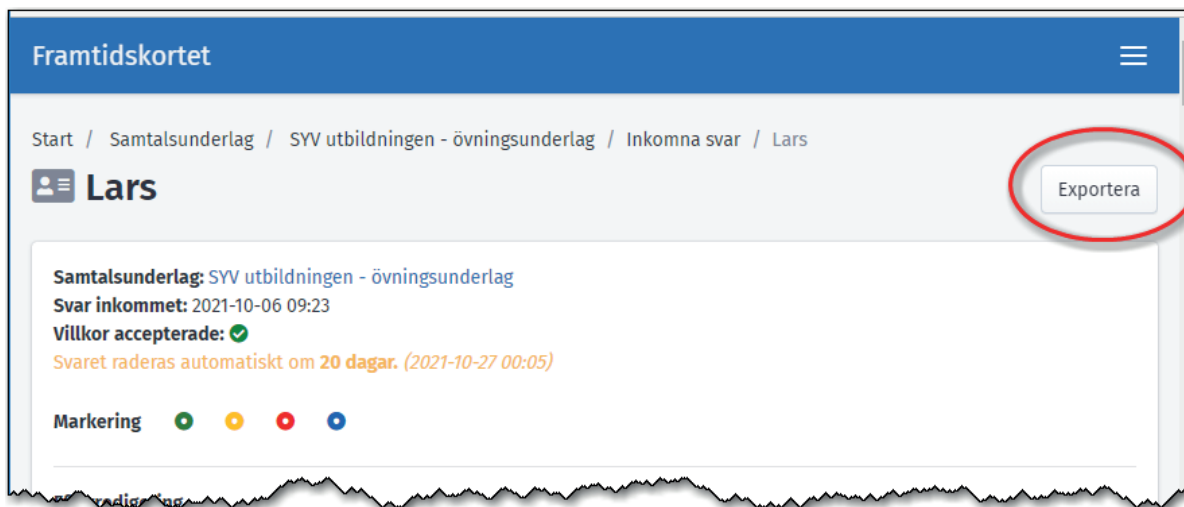 Framtidskortet
Start / Samtalsunderlag / SYV utbildningen - övningsunderlag / Inkomna svar / Lars
Lars
Exportera
Samtalsunderlag: SYV utbildningen - övningsunderlag
Svar inkommet: 2021-10-06 09:23
Villkor accepterade:
Svaret raderas automatiskt om 20 dagar. (2021-10-27 00:05)
Markering